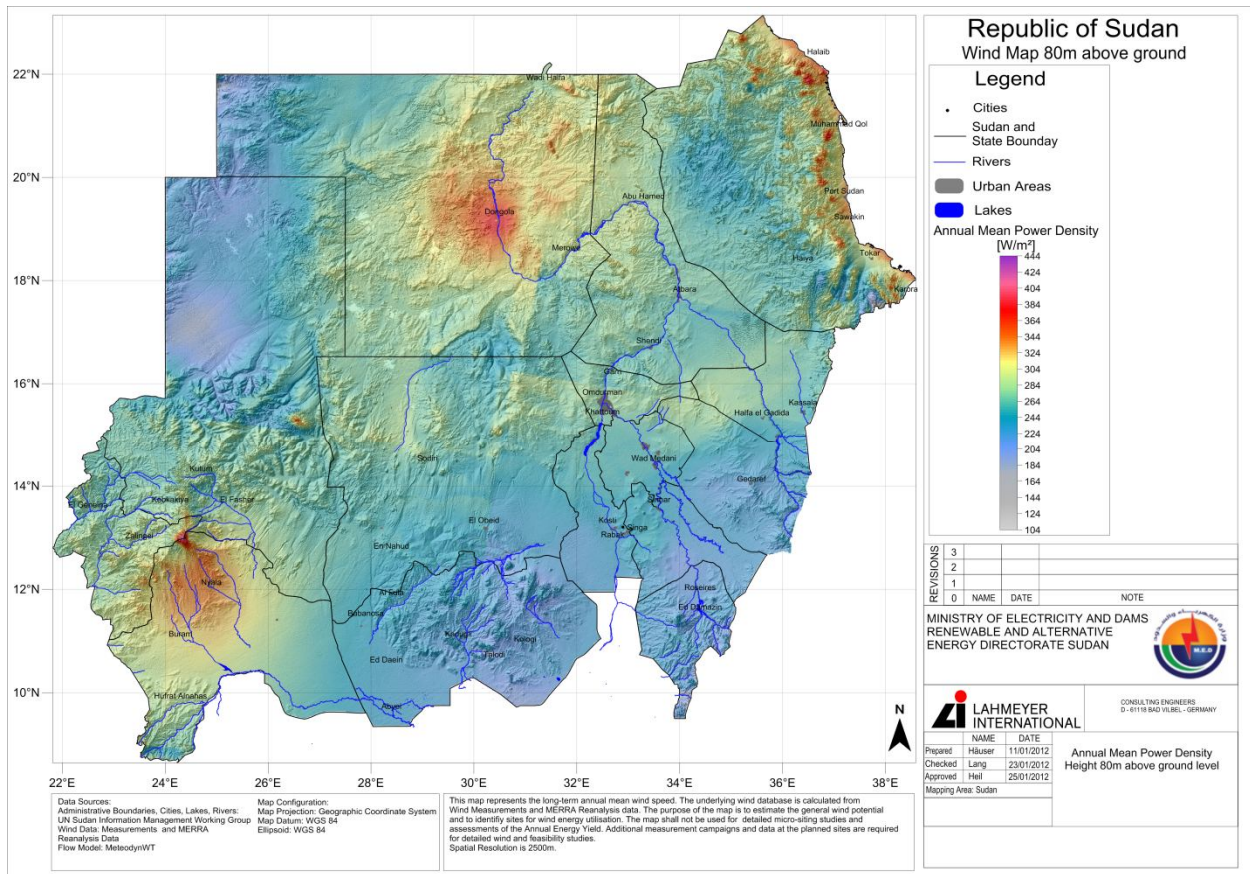 Republic of Sudan
Wind Map 80m above ground
Legend
Cities
Sudan and
State Boundary
Rivers
Urban Areas
Lakes
Annual Mean Power Density
[W/m²]
444
424
404
384
364
344
324
304
284
264
244
224
204
184
164
144
124
104
22°N
20°N
18°N
16°N
14°N
12°N
10°N
22°E
24°E
26°E
28°E
30°E
32°E
34°E
36°E
38°E
Halaib
Wadi Halfa
Muhammad Qol
Port Sudan
Sawakin
Abu Hamed
Dongola
Merowe
Haiya
Tokar
Karora
Atbara
Shendi
Omdurman
Khartoum
Kassala
Halfa el Gadida
Sodiri
Wad Medani
Gedaref
Kutum
El Geneina
El Fasher
Zalingei
El Obeid
Kosti
Singa
Rabak
En Nahud
Nyala
Babanosa
Roseires
Ed Damazin
Buram
Kologi
Talodi
Ed Daein
Hufrat Alnahas
Abyei
N
REVISIONS
3
2
1
0 NAME DATE NOTE
MINISTRY OF ELECTRICITY AND DAMS
RENEWABLE AND ALTERNATIVE
ENERGY DIRECTORATE SUDAN
M.E.D
LAHMEYER
INTERNATIONAL
CONSULTING ENGINEERS
D - 61118 BAD VILBEL - GERMANY
NAME DATE
Prepared Häuser 11/01/2012
Checked Lang 23/01/2012
Approved Heil 25/01/2012
Mapping Area: Sudan
Annual Mean Power Density
Height 80m above ground level
Data Sources:
Administrative Boundaries, Cities, Lakes, Rivers:
UN Sudan Information Management Working Group
Wind Data: Measurements and MERRA
Reanalysis Data
Flow Model: MeteodynWT
Map Configuration:
Map Projection: Geographic Coordinate System
Map Datum: WGS 84
Ellipsoid: WGS 84
This map represents the long-term annual mean wind speed. The underlying wind database is calculated from
Wind Measurements and MERRA Reanalysis data. The purpose of the map is to estimate the general wind potential
and to identify sites for wind energy utilisation. The map shall not be used for detailed micro-siting studies and
assessments of the Annual Energy Yield. Additional measurement campaigns and data at the planned sites are required
for detailed wind and feasibility studies.
Spatial Resolution is 2500m.